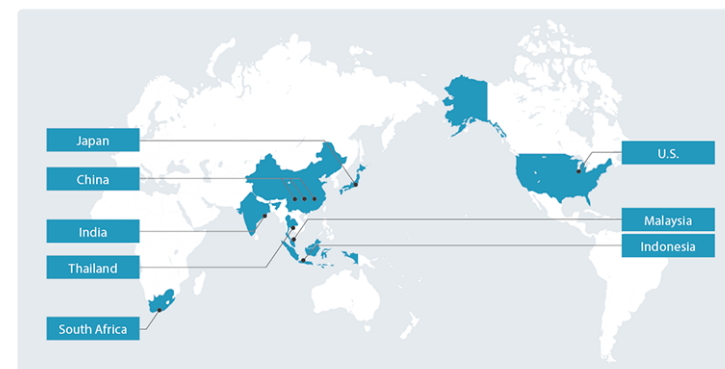 Japan
China
India
Thailand
South Africa
U.S.
Malaysia
Indonesia